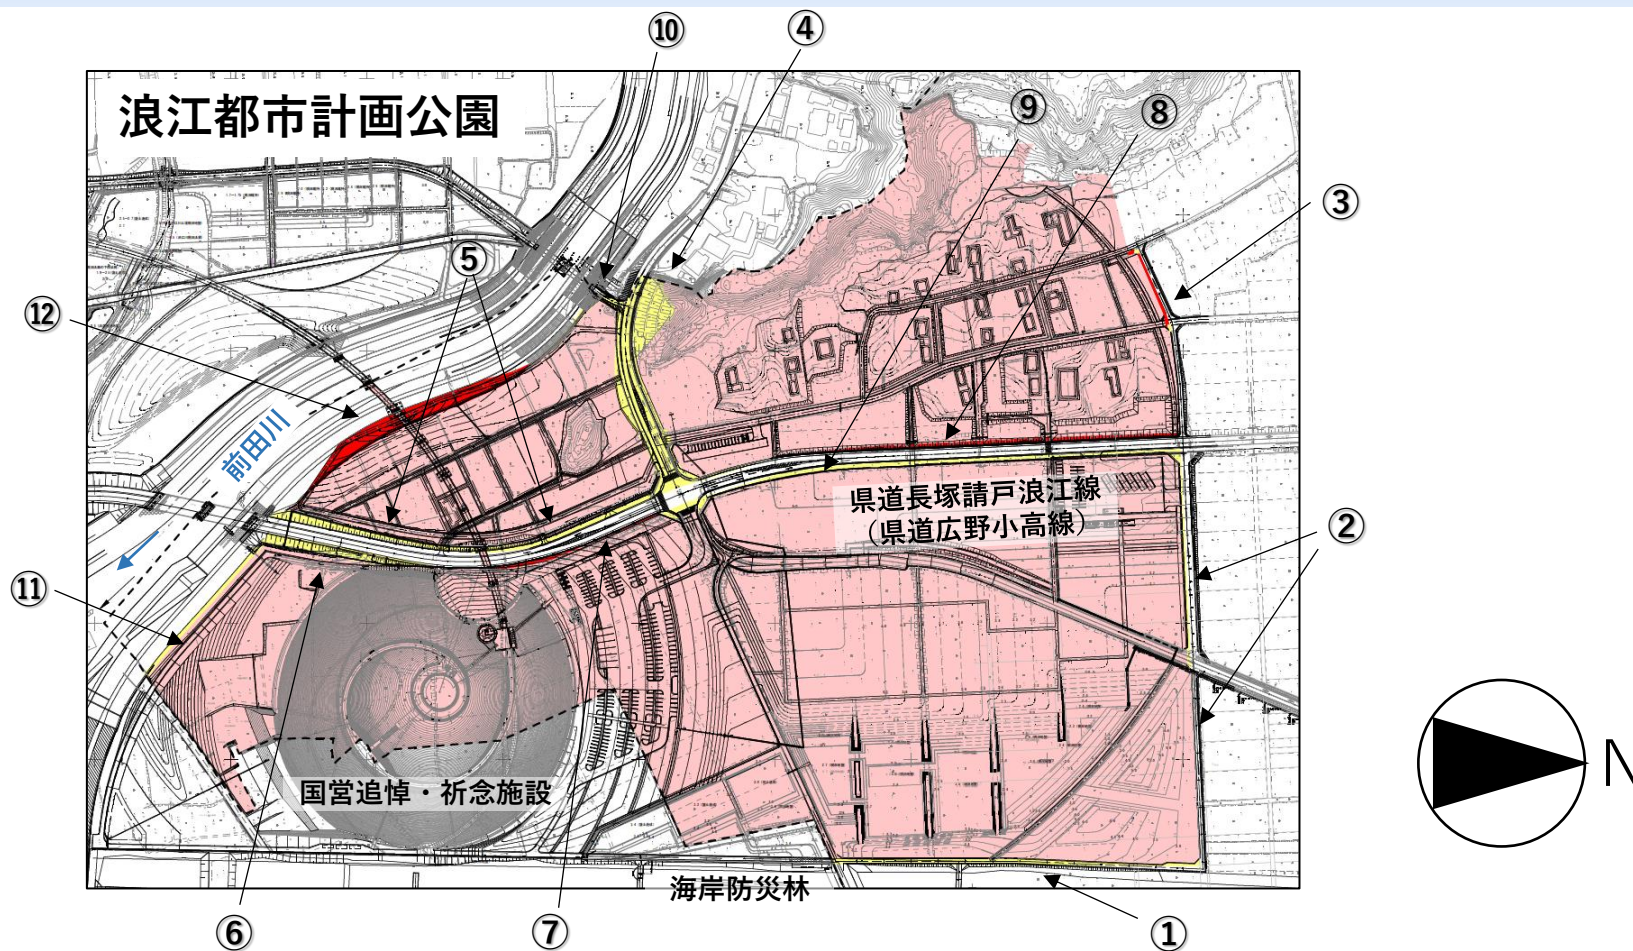 ⑩
④
浪江都市計画公園
⑨
⑧
③
⑤
⑫
前田川
県道長塚請戸浪江線
（県道広野小高線）
②
⑪
N
国営追悼・祈念施設
海岸防災林
⑥
⑦
①